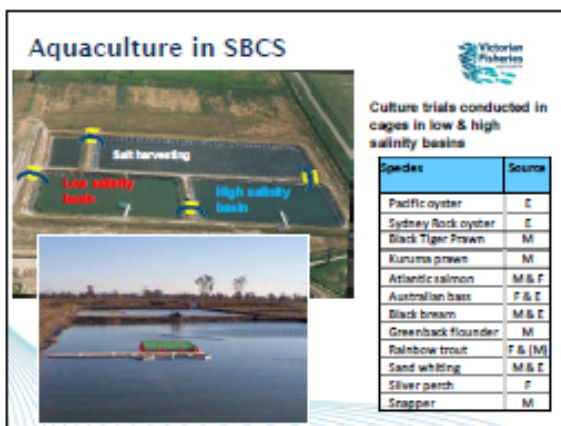 Aquaculture in SBCS
Victorian
Fisheries
Culture trials conducted in
cages in low & high
salinity basins
Salt harvesting
Low salinity
basin
High salinity
basin
Species Source
Pacific oyster E
Sydney Rock oyster E
Black Tiger Prawn M
Kuruma prawn M
Atlantic salmon M & F
Australian bass F & E
Black bream M & E
Greenback flounder M
Rainbow trout F & (M)
Sand whiting M & E
Silver perch F
Snapper M